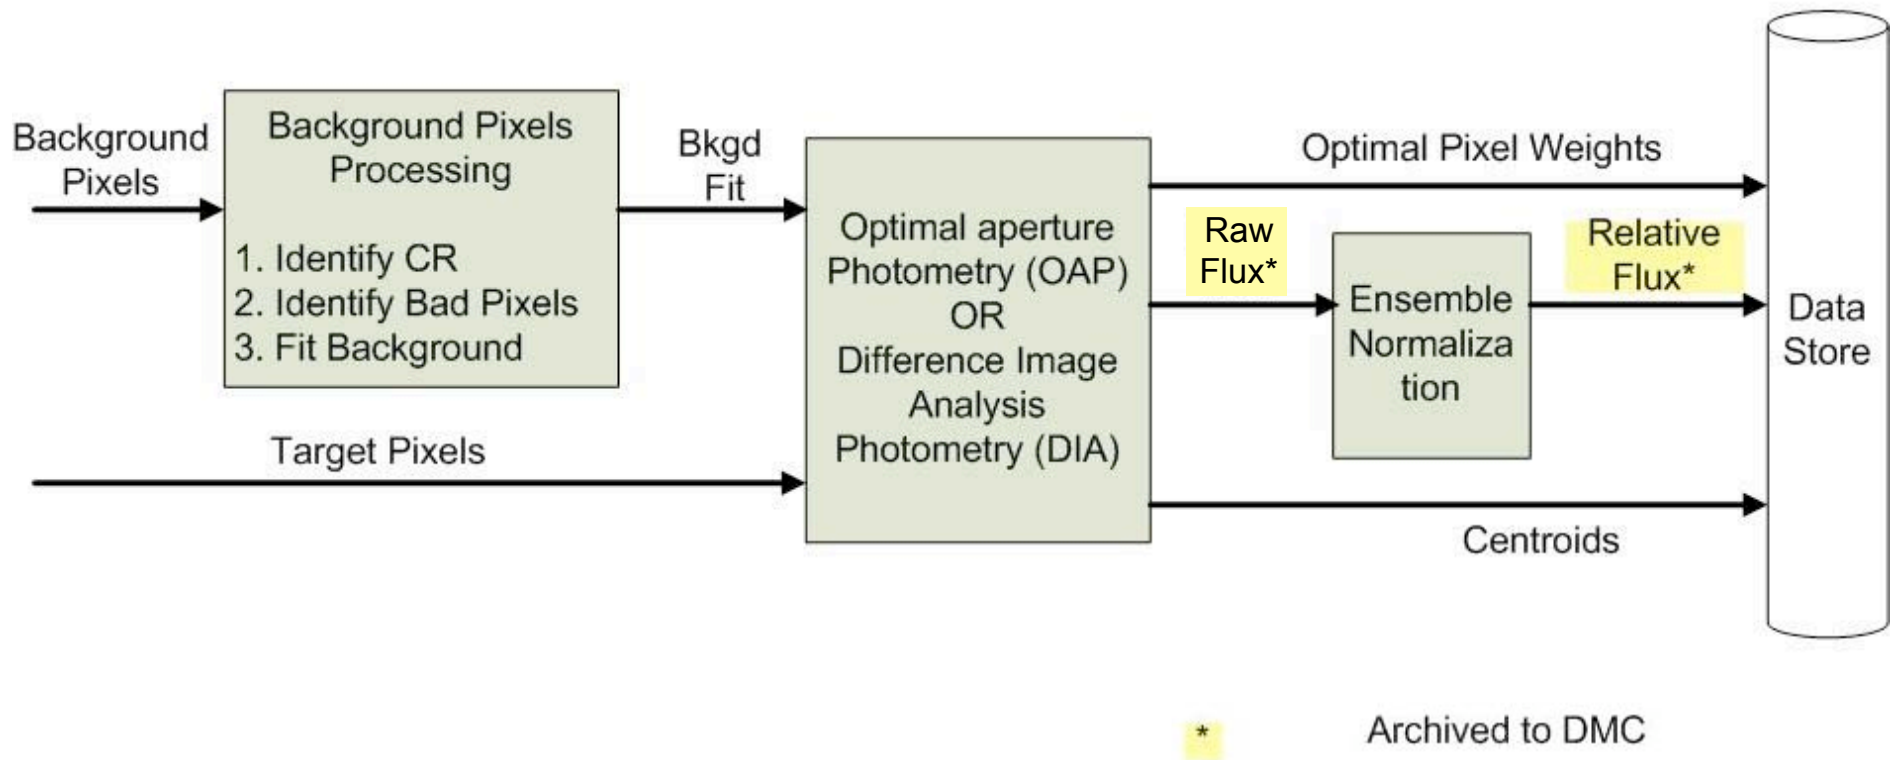 Background
Pixels
Background Pixels
Processing
1. Identify CR
2. Identify Bad Pixels
3. Fit Background
Bkgd
Fit
Target Pixels
Optimal aperture
Photometry (OAP)
OR
Difference Image
Analysis
Photometry (DIA)
Optimal Pixel Weights
Raw
Flux*
Ensemble
Normaliza
tion
Relative
Flux*
Centroids
Data
Store
* Archived to DMC